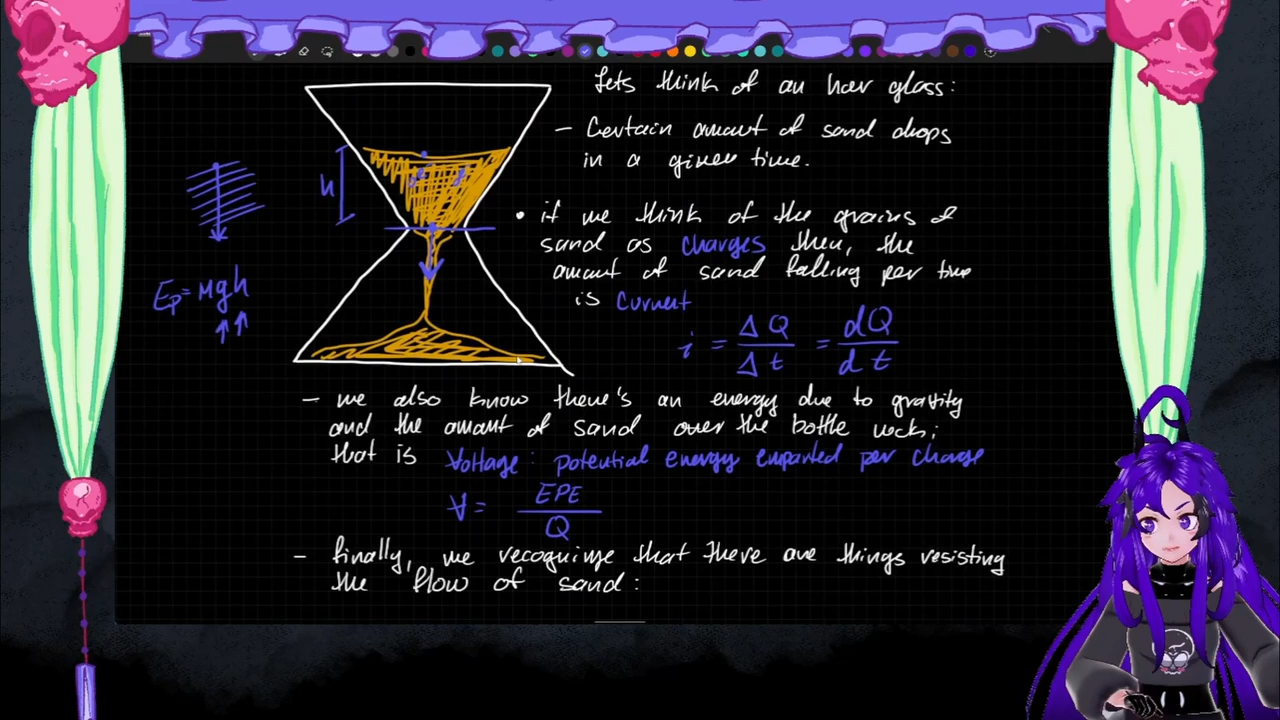 Lets think of an hour glass:
- Certain amount of sand drops
in a given time.
h
• if we think of the grains of
sand as charges then, the
amount of sand falling per time
is Current
Ep = mgh
i = ΔQ/Δt = dQ/dt
- we also know there's an energy due to gravity
and the amount of sand over the bottle neck;
that is Voltage: potential energy emparted per charge
V = EPE/Q
- finally, we recoguinze that there are things resisting
the flow of sand: